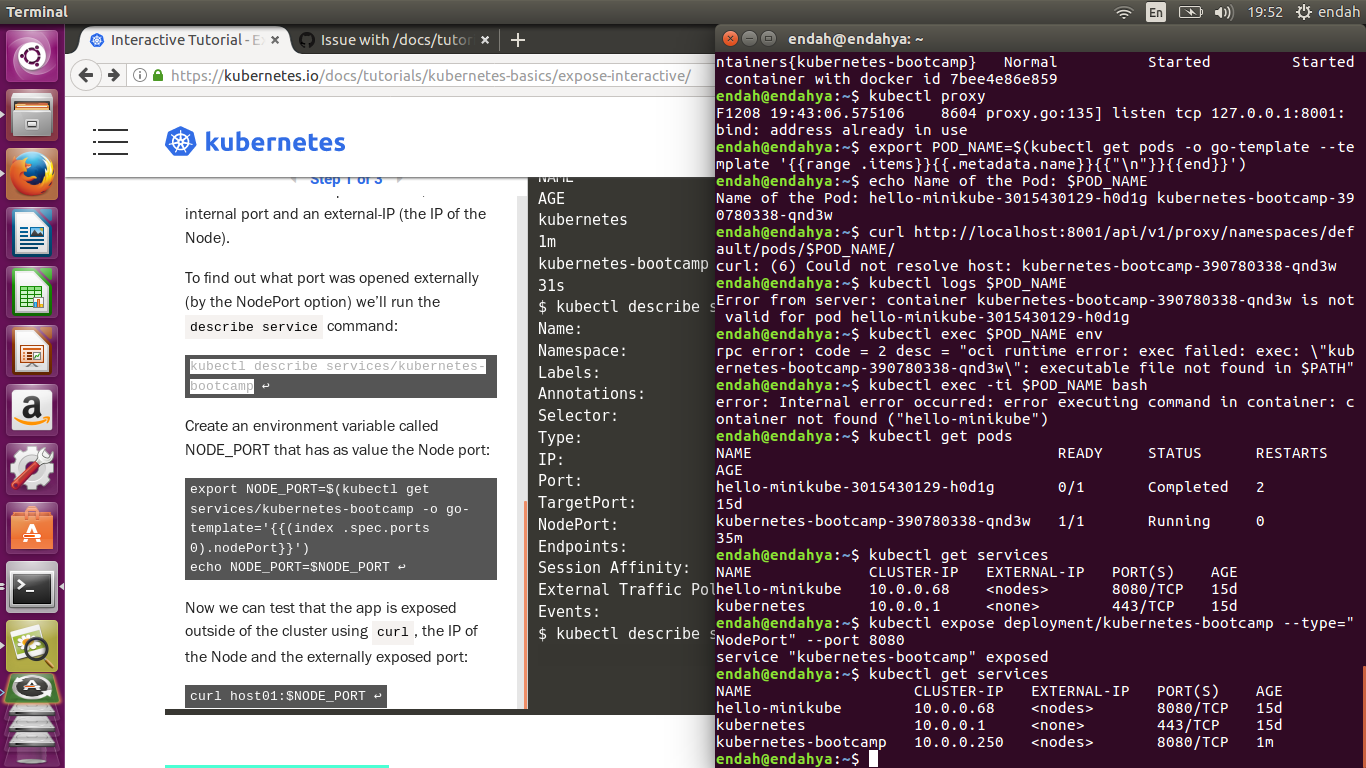 Terminal
En
19:52
endah
Interactive Tutorial - E
Issue with /docs/tutor
https://kubernetes.io/docs/tutorials/kubernetes-basics/expose-interactive/
kubernetes
Step 1 of 3
internal port and an external-IP (the IP of the
Node).
To find out what port was opened externally
(by the NodePort option) we’ll run the
describe service command:
kubectl describe services/kubernetes-
bootcamp ↩
Create an environment variable called
NODE_PORT that has as value the Node port:
export NODE_PORT=$(kubectl get
services/kubernetes-bootcamp -o go-
template='{{(index .spec.ports
0).nodePort}}')
echo NODE_PORT=$NODE_PORT ↩
Now we can test that the app is exposed
outside of the cluster using curl, the IP of
the Node and the externally exposed port:
curl host01:$NODE_PORT ↩
NAME
AGE
kubernetes
1m
kubernetes-bootcamp
31s
$ kubectl describe s
Name:
Namespace:
Labels:
Annotations:
Selector:
Type:
IP:
Port:
TargetPort:
NodePort:
Endpoints:
Session Affinity:
External Traffic Pol
Events:
$ kubectl describe s
endah@endahya: ~
ntainers{kubernetes-bootcamp}   Normal          Started         Started
 container with docker id 7bee4e86e859
endah@endahya:~$ kubectl proxy
F1208 19:43:06.575106    8604 proxy.go:135] listen tcp 127.0.0.1:8001:
bind: address already in use
endah@endahya:~$ export POD_NAME=$(kubectl get pods -o go-template --te
mplate '{{range .items}}{{.metadata.name}}{{"\n"}}{{end}}')
endah@endahya:~$ echo Name of the Pod: $POD_NAME
Name of the Pod: hello-minikube-3015430129-h0d1g kubernetes-bootcamp-39
0780338-qnd3w
endah@endahya:~$ curl http://localhost:8001/api/v1/proxy/namespaces/def
ault/pods/$POD_NAME/
curl: (6) Could not resolve host: kubernetes-bootcamp-390780338-qnd3w
endah@endahya:~$ kubectl logs $POD_NAME
Error from server: container kubernetes-bootcamp-390780338-qnd3w is not
 valid for pod hello-minikube-3015430129-h0d1g
endah@endahya:~$ kubectl exec $POD_NAME env
rpc error: code = 2 desc = "oci runtime error: exec failed: exec: \"kub
ernetes-bootcamp-390780338-qnd3w\": executable file not found in $PATH"
endah@endahya:~$ kubectl exec -ti $POD_NAME bash
error: Internal error occurred: error executing command in container: c
ontainer not found ("hello-minikube")
endah@endahya:~$ kubectl get pods
NAME                                  READY     STATUS      RESTARTS
AGE
hello-minikube-3015430129-h0d1g       0/1       Completed   2
15d
kubernetes-bootcamp-390780338-qnd3w   1/1       Running     0
35m
endah@endahya:~$ kubectl get services
NAME             CLUSTER-IP   EXTERNAL-IP   PORT(S)    AGE
hello-minikube   10.0.0.68    <nodes>       8080/TCP   15d
kubernetes       10.0.0.1     <none>        443/TCP    15d
endah@endahya:~$ kubectl expose deployment/kubernetes-bootcamp --type="
NodePort" --port 8080
service "kubernetes-bootcamp" exposed
endah@endahya:~$ kubectl get services
NAME                  CLUSTER-IP   EXTERNAL-IP   PORT(S)    AGE
hello-minikube        10.0.0.68    <nodes>       8080/TCP   15d
kubernetes            10.0.0.1     <none>        443/TCP    15d
kubernetes-bootcamp   10.0.0.250   <nodes>       8080/TCP   1m
endah@endahya:~$